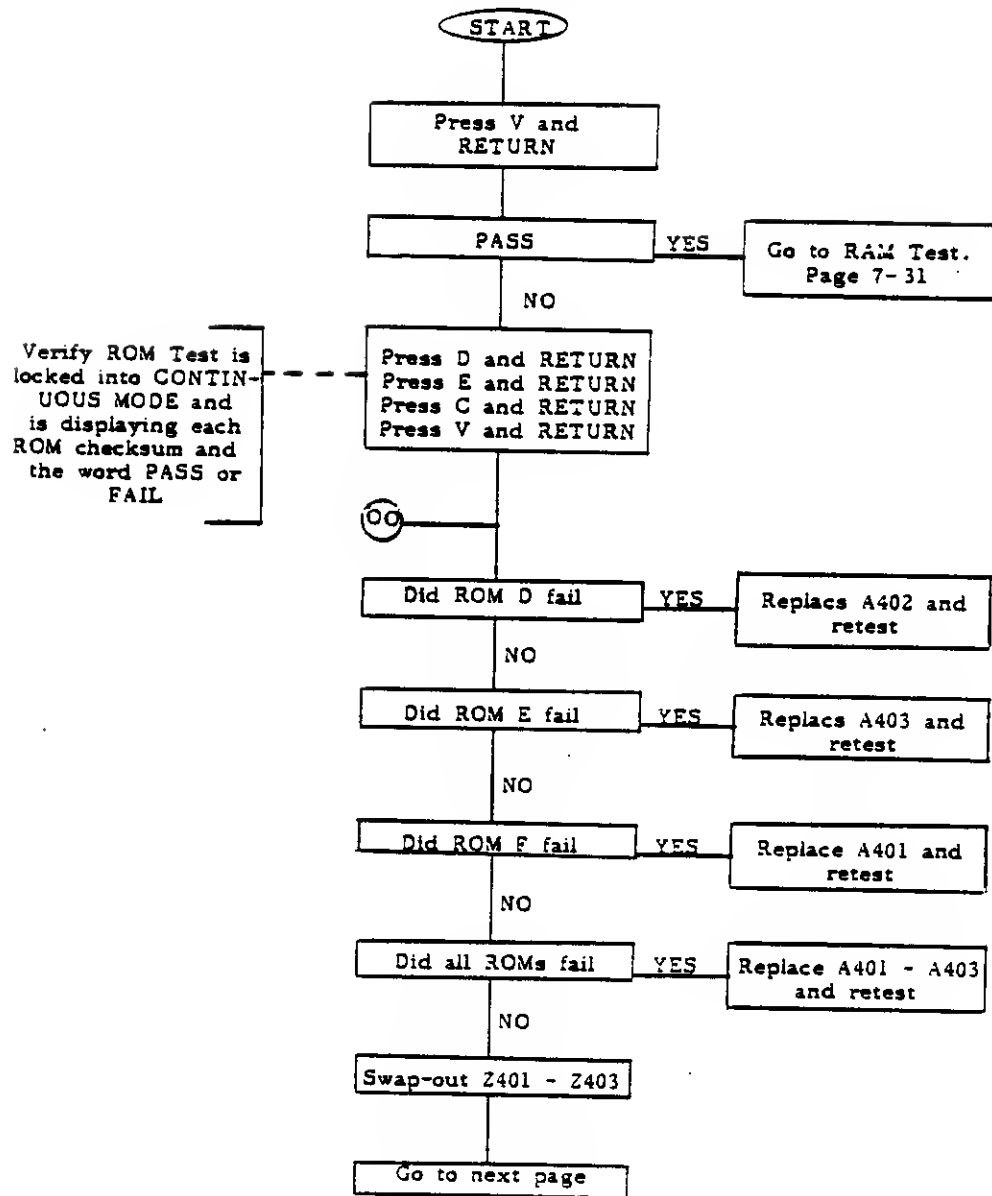 START
Press V and
RETURN
PASS
YES
Go to RAM Test.
Page 7-31
NO
Verify ROM Test is
locked into CONTIN-
UOUS MODE and
is displaying each
ROM checksum and
the word PASS or
FAIL
Press D and RETURN
Press E and RETURN
Press C and RETURN
Press V and RETURN
OO
Did ROM D fail
YES
Replacs A402 and
retest
NO
Did ROM E fail
YES
Replacs A403 and
retest
NO
Did ROM F fail
YES
Replace A401 and
retest
NO
Did all ROMs fail
YES
Replace A401 - A403
and retest
NO
Swap-out Z401 - Z403
Go to next page